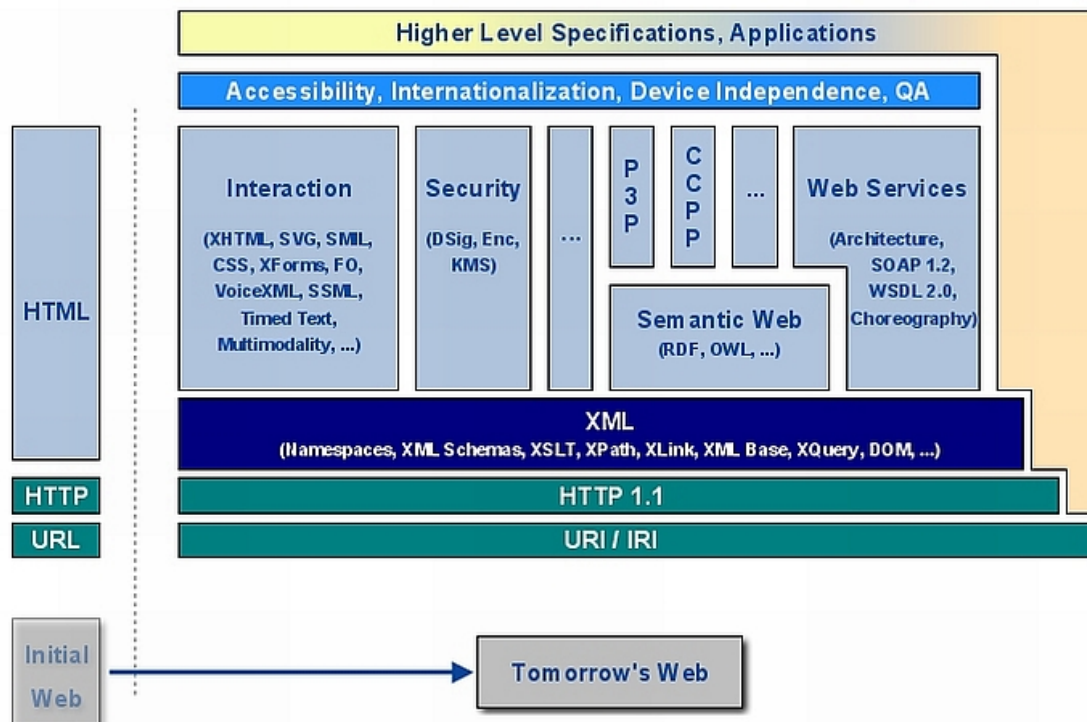 Higher Level Specifications, Applications
Accessibility, Internationalization, Device Independence, QA
HTML
Interaction
(XHTML, SVG, SMIL,
CSS, XForms, FO,
VoiceXML, SSML,
Timed Text,
Multimodality, ...)
Security
(DSig, Enc,
KMS)
...
P
3
P
C
C
P
P
...
Web Services
(Architecture,
SOAP 1.2,
WSDL 2.0,
Choreography)
Semantic Web
(RDF, OWL, ...)
XML
(Namespaces, XML Schemas, XSLT, XPath, XLink, XML Base, XQuery, DOM, ...)
HTTP
HTTP 1.1
URL
URI / IRI
Initial
Web
Tomorrow's Web